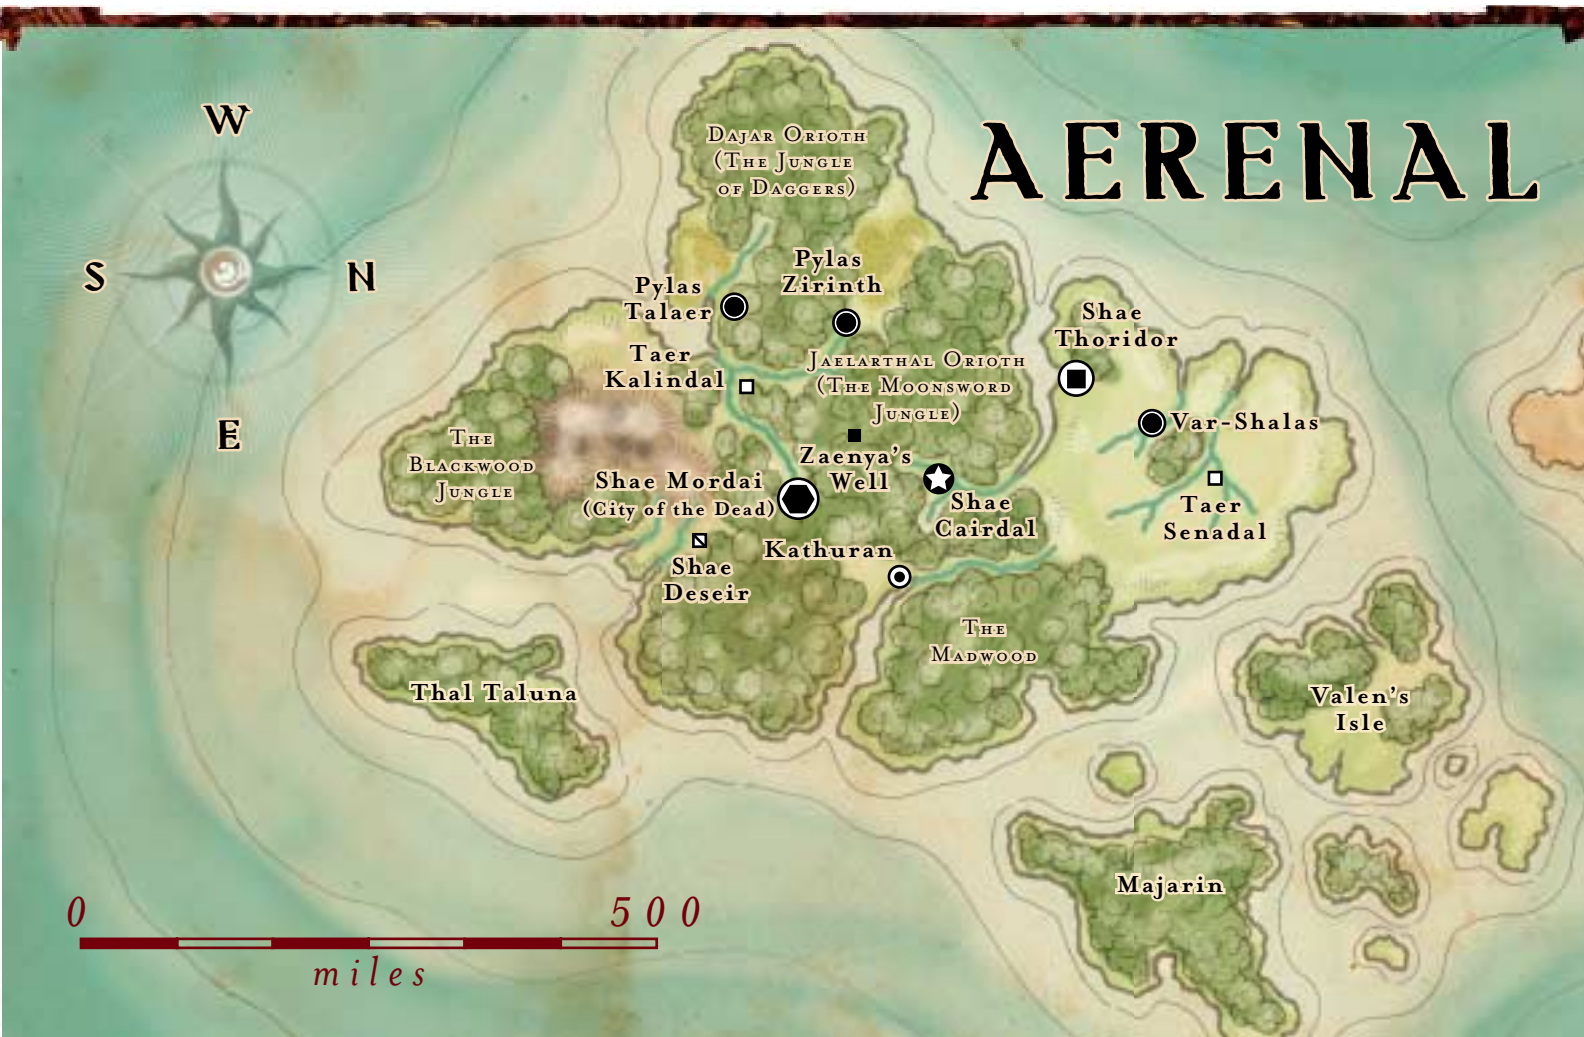 AERENAL
W
S
N
E
Dajar Orioth
(The Jungle
of Daggers)
Pylas
Zirinth
Pylas
Talaer
Shae
Thoridor
Taer
Kalindal
Jaelarthal Orioth
(The Moonsword
Jungle)
Var-Shalas
The
Blackwood
Jungle
Zaenya's
Well
Shae Mordai
(City of the Dead)
Shae
Cairdal
Taer
Senadal
Kathuran
Shae
Deseir
The
Madwood
Thal Taluna
Valen's
Isle
Majarin
0 500
miles